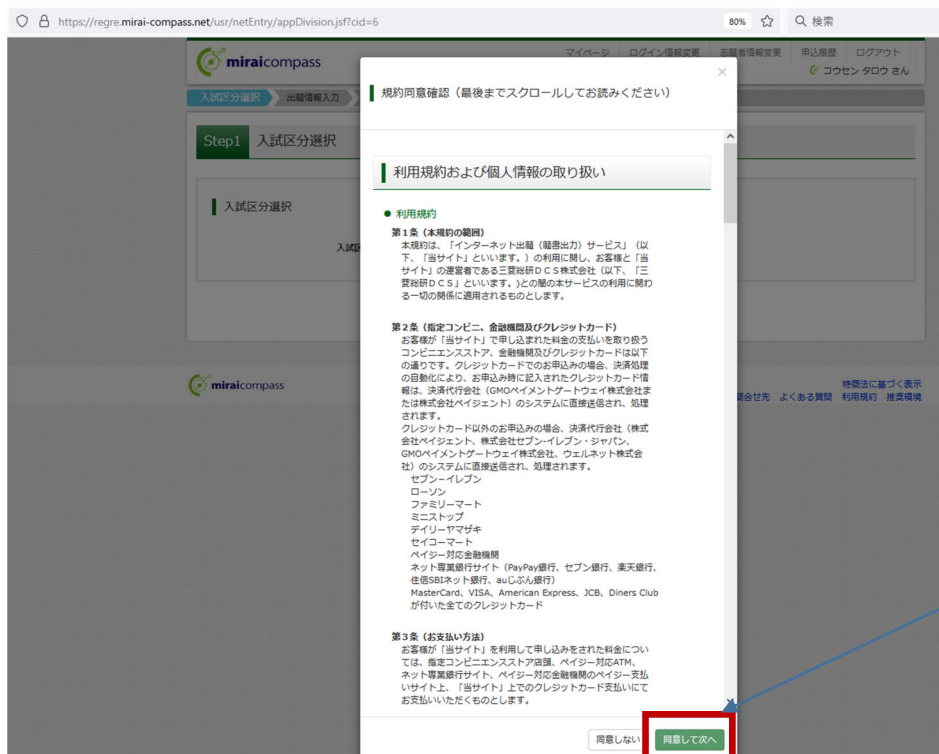 https://regre.mirai-compass.net/usr/netEntry/appDivision.jsf?cid=6
80%
検索
miraicompass
マイページ ログイン情報変更 志願者情報変更 申込履歴 ログアウト
コウセン タロウ さん
入試区分選択 出願情報入力
Step1 入試区分選択
入試区分選択
入試区
規約同意確認（最後までスクロールしてお読みください）
×
利用規約および個人情報の取り扱い
● 利用規約
第１条（本規約の範囲）
本規約は、「インターネット出願（願書出力）サービス」（以
下、「当サイト」といいます。）の利用に関し、お客様と「当
サイト」の運営者である三菱総研ＤＣＳ株式会社（以下、「三
菱総研ＤＣＳ」といいます。)との間の本サービスの利用に関わ
る一切の関係に適用されるものとします。
第２条（指定コンビニ、金融機関及びクレジットカード）
お客様が「当サイト」で申し込まれた料金の支払いを取り扱う
コンビニエンスストア、金融機関及びクレジットカードは以下
の通りです。クレジットカードでのお申込みの場合、決済処理
の自動化により、お申込み時に記入されたクレジットカード情
報は、決済代行会社（GMOペイメントゲートウェイ株式会社ま
たは株式会社ペイジェント）のシステムに直接送信され、処理
されます。
クレジットカード以外のお申込みの場合、決済代行会社（株式
会社ペイジェント、株式会社セブン-イレブン・ジャパン、
GMOペイメントゲートウェイ株式会社、ウェルネット株式会
社）のシステムに直接送信され、処理されます。
セブン－イレブン
ローソン
ファミリーマート
ミニストップ
デイリーヤマザキ
セイコーマート
ペイジー対応金融機関
ネット専業銀行サイト（PayPay銀行、セブン銀行、楽天銀行、
住信SBIネット銀行、auじぶん銀行）
MasterCard、VISA、American Express、JCB、Diners Club
が付いた全てのクレジットカード
第３条（お支払い方法）
お客様が「当サイト」を利用して申し込みをされた料金につい
ては、指定コンビニエンスストア店頭、ペイジー対応ATM、
ネット専業銀行サイト、ペイジー対応金融機関のペイジー支払
いサイト上、「当サイト」上でのクレジットカード支払いにて
お支払いいただくものとします。
同意しない 同意して次へ
miraicompass
特商法に基づく表示
問合せ先 よくある質問 利用規約 推奨環境